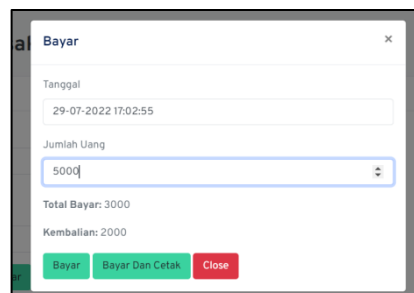 Bayar ×
Tanggal
29-07-2022 17:02:55
Jumlah Uang
5000
Total Bayar: 3000
Kembalian: 2000
Bayar Bayar Dan Cetak Close